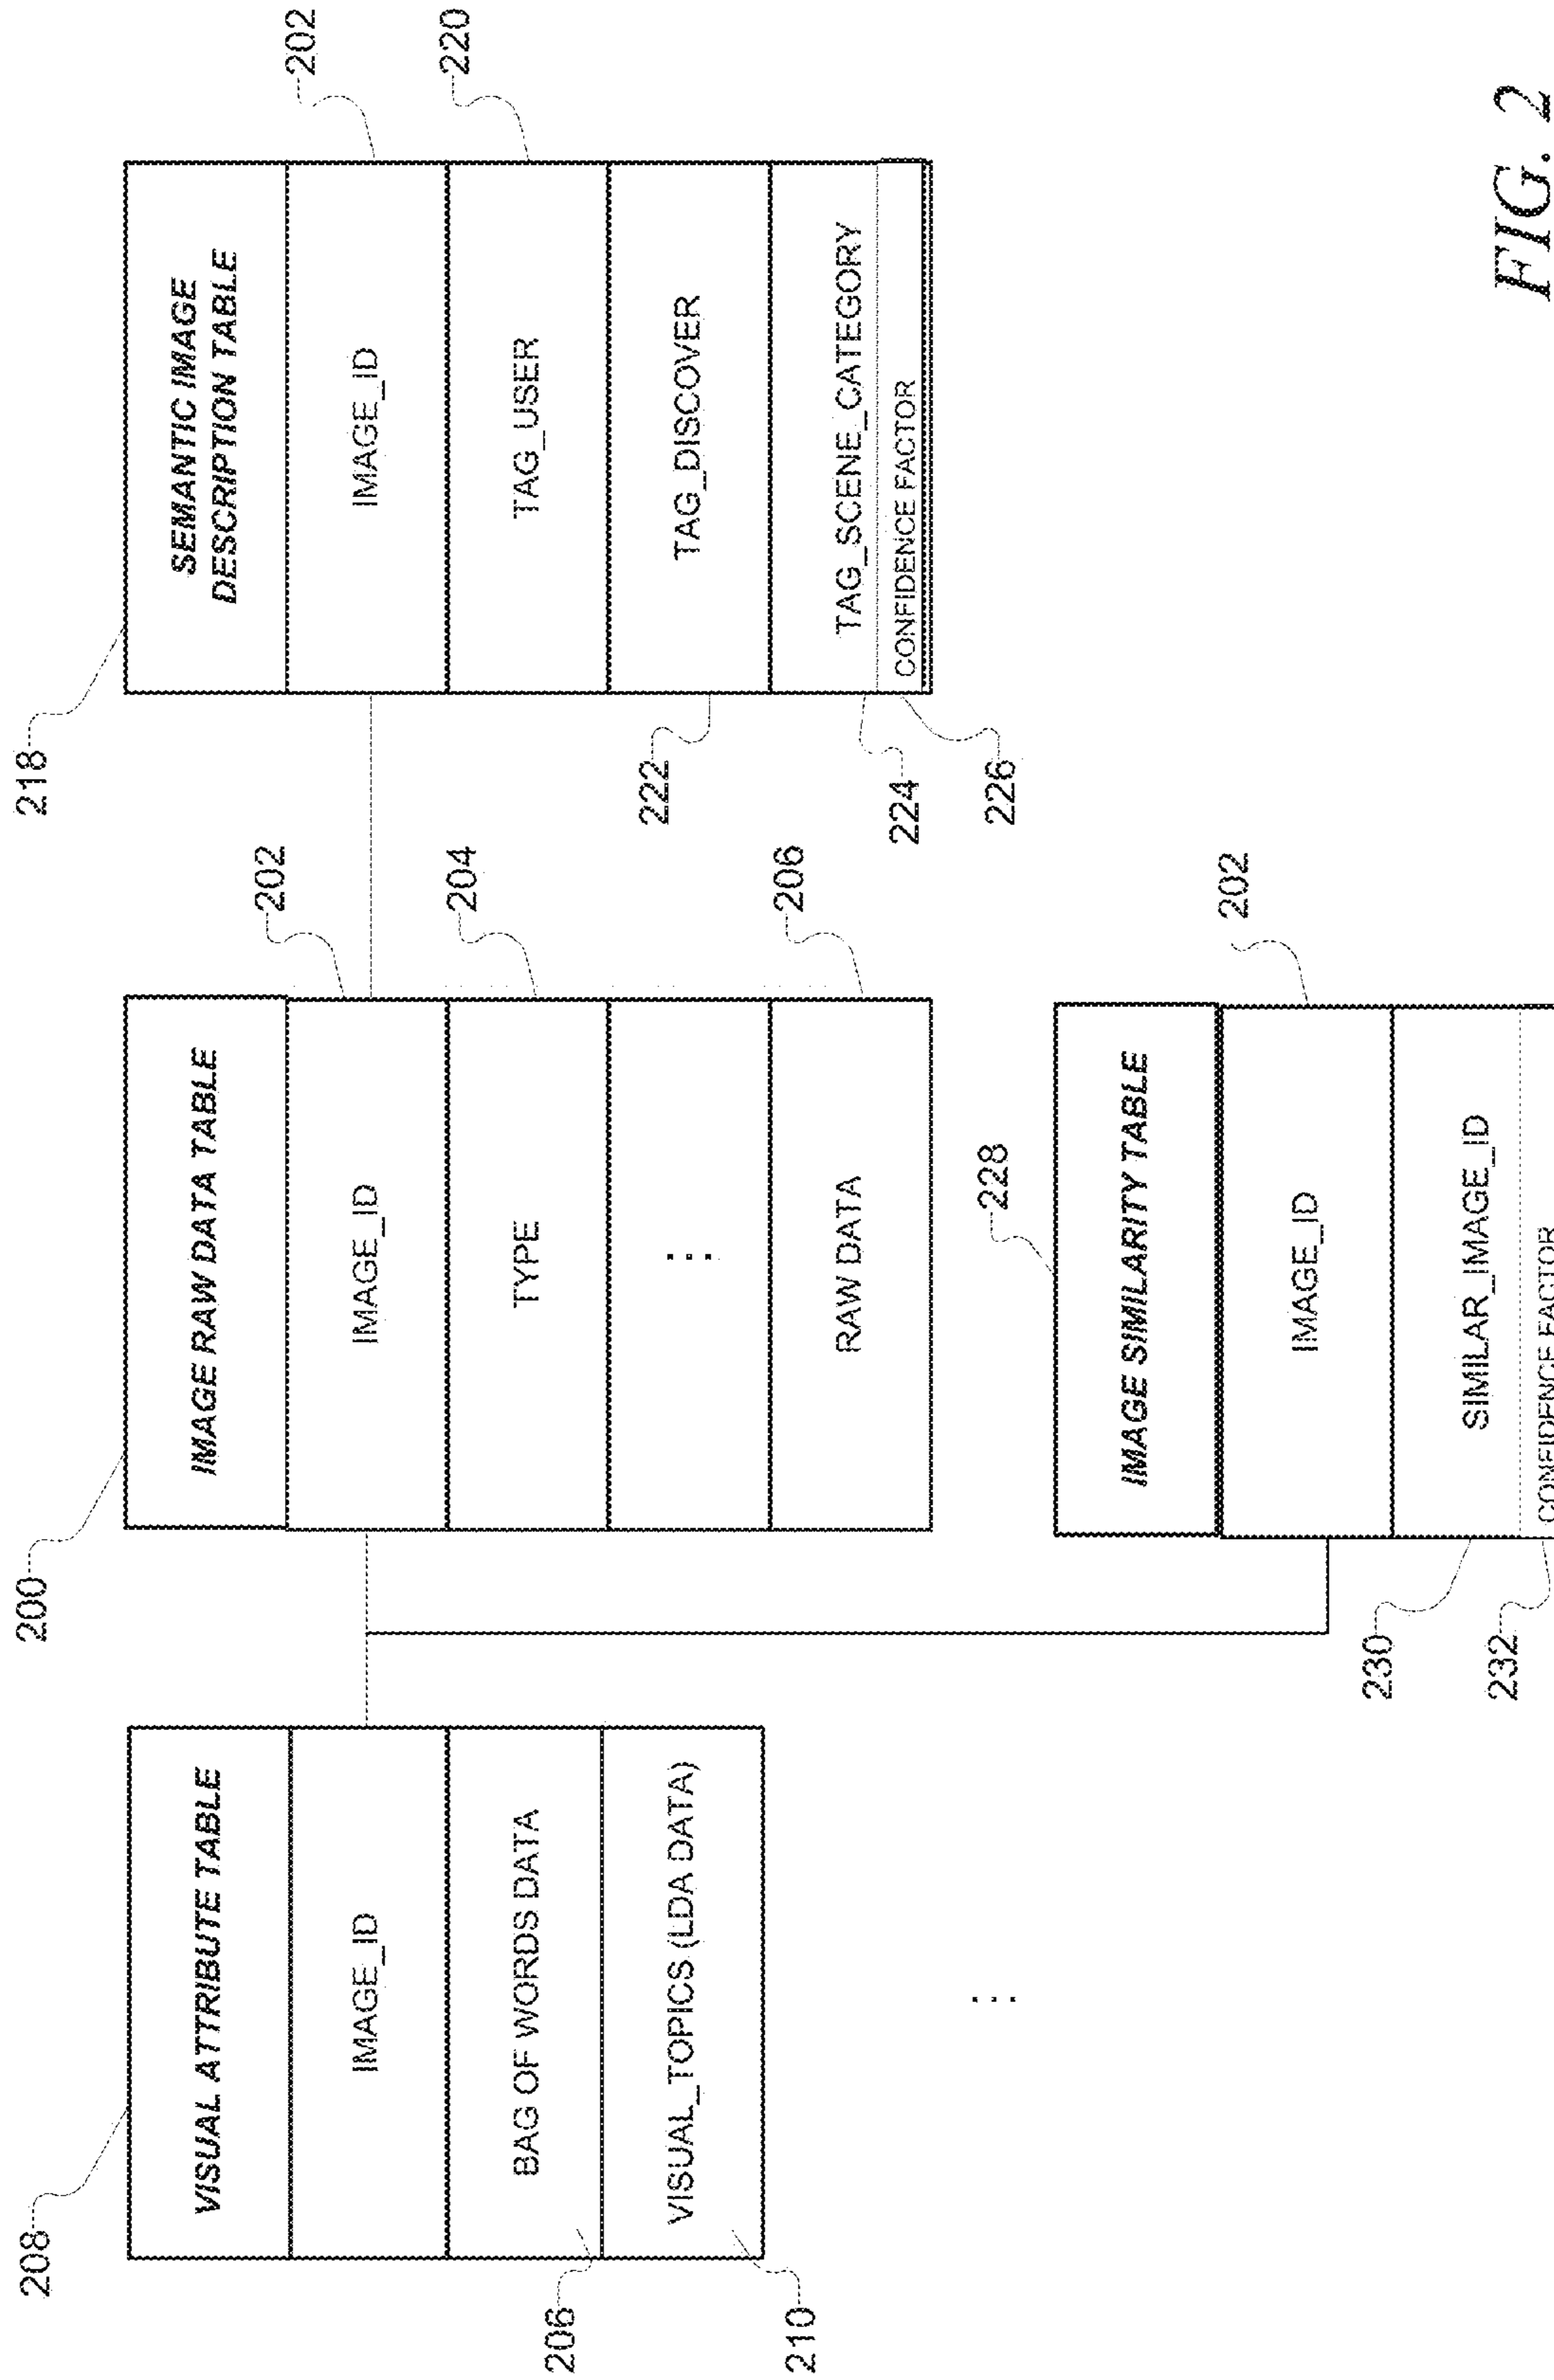 208
VISUAL ATTRIBUTE TABLE
IMAGE_ID
BAG OF WORDS DATA
206
VISUAL_TOPICS (LDA DATA)
210
...
200
IMAGE RAW DATA TABLE
IMAGE_ID
202
TYPE
204
...
RAW DATA
206
218
SEMANTIC IMAGE
DESCRIPTION TABLE
IMAGE_ID
202
TAG_USER
220
TAG_DISCOVER
222
TAG_SCENE_CATEGORY
224
CONFIDENCE FACTOR
226
228
IMAGE SIMILARITY TABLE
IMAGE_ID
202
SIMILAR_IMAGE_ID
230
CONFIDENCE FACTOR
232
FIG. 2